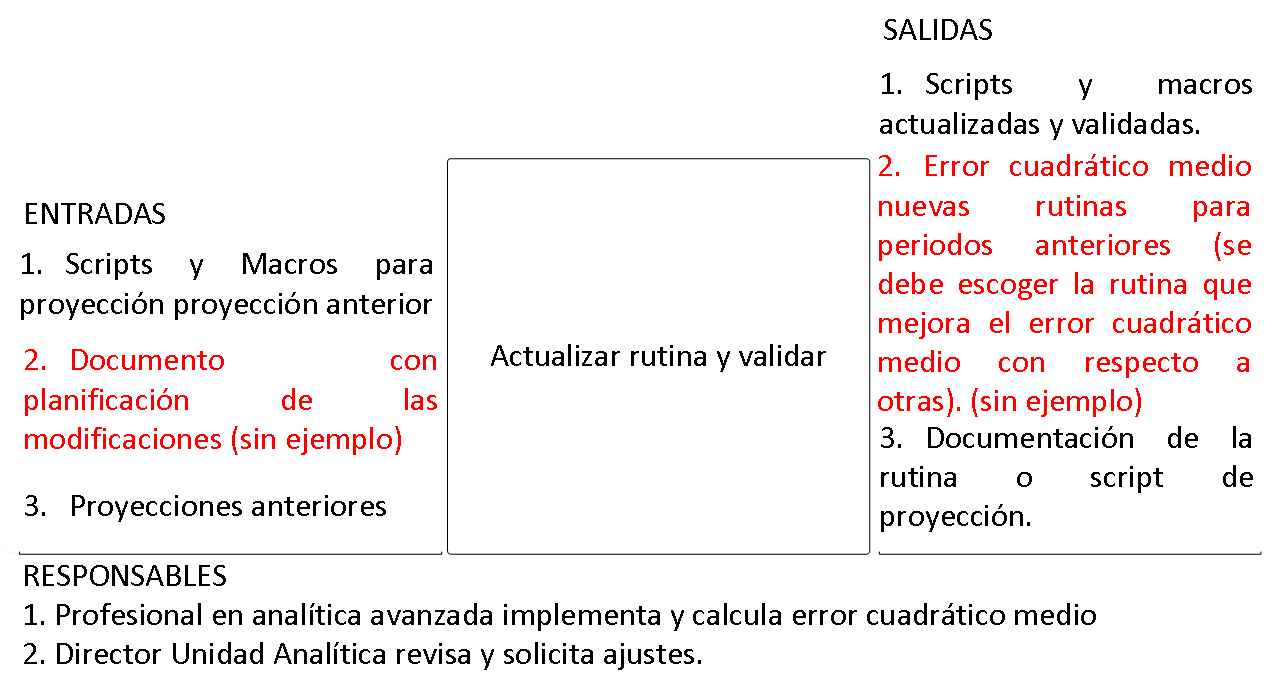 ENTRADAS
1. Scripts y Macros para
proyección proyección anterior
2. Documento con
planificación de las
modificaciones (sin ejemplo)
3. Proyecciones anteriores
Actualizar rutina y validar
SALIDAS
1. Scripts y macros
actualizadas y validadas.
2. Error cuadrático medio
nuevas rutinas para
periodos anteriores (se
debe escoger la rutina que
mejora el error cuadrático
medio con respecto a
otras). (sin ejemplo)
3. Documentación de la
rutina o script de
proyección.
RESPONSABLES
1. Profesional en analítica avanzada implementa y calcula error cuadrático medio
2. Director Unidad Analítica revisa y solicita ajustes.